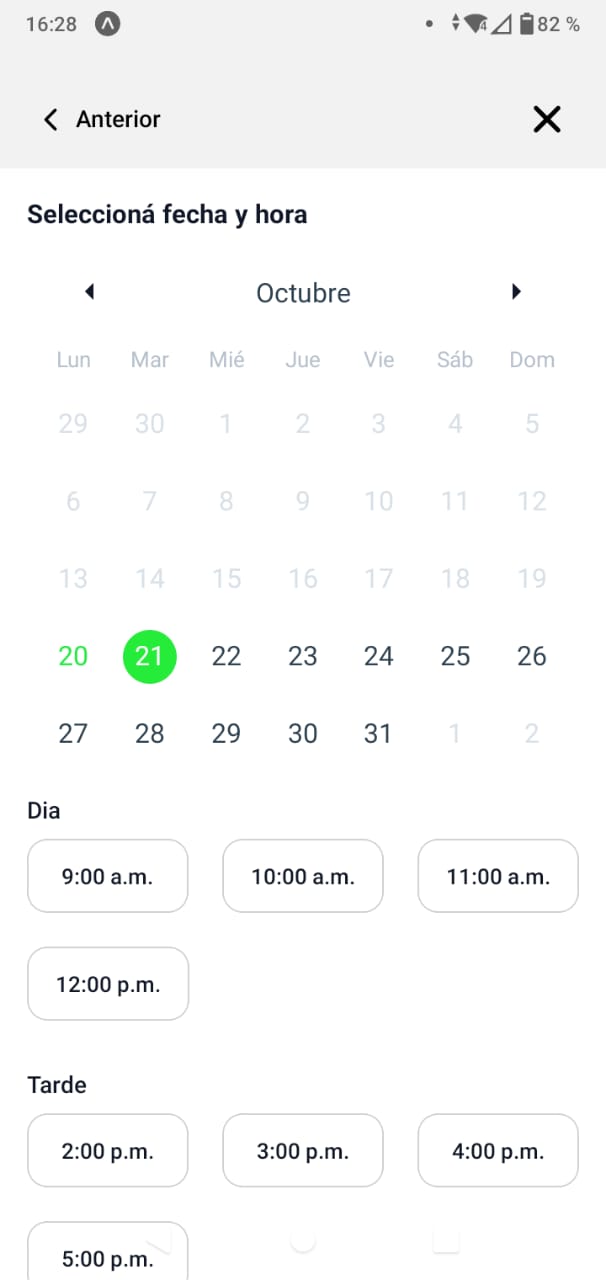 16:28 82 %
Anterior
Seleccioná fecha y hora
Octubre
Lun Mar Mié Jue Vie Sáb Dom
29 30 1 2 3 4 5
6 7 8 9 10 11 12
13 14 15 16 17 18 19
20 21 22 23 24 25 26
27 28 29 30 31 1 2
Dia
9:00 a.m. 10:00 a.m. 11:00 a.m.
12:00 p.m.
Tarde
2:00 p.m. 3:00 p.m. 4:00 p.m.
5:00 p.m.